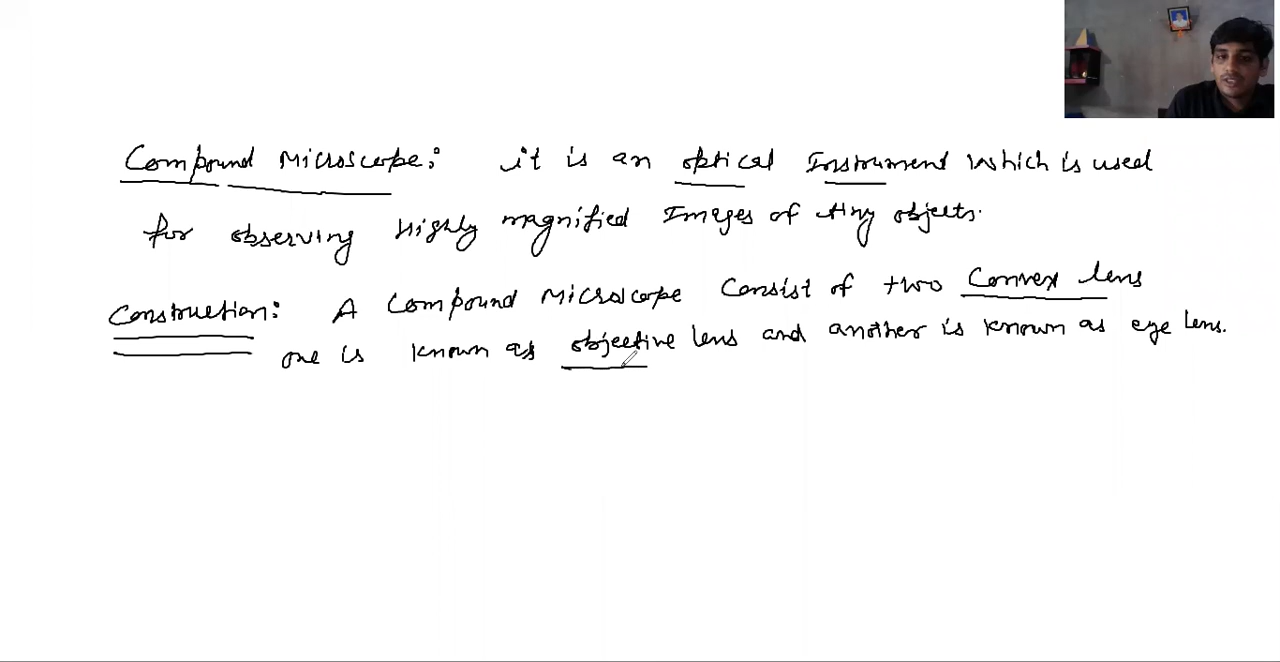 Compound Microscope: it is an optical Instrument which is used
for observing highly magnified Images of tiny objects.
Construction: A Compound Microscope Consist of two Convex lens
one is known as objective lens and another is known as eye lens.